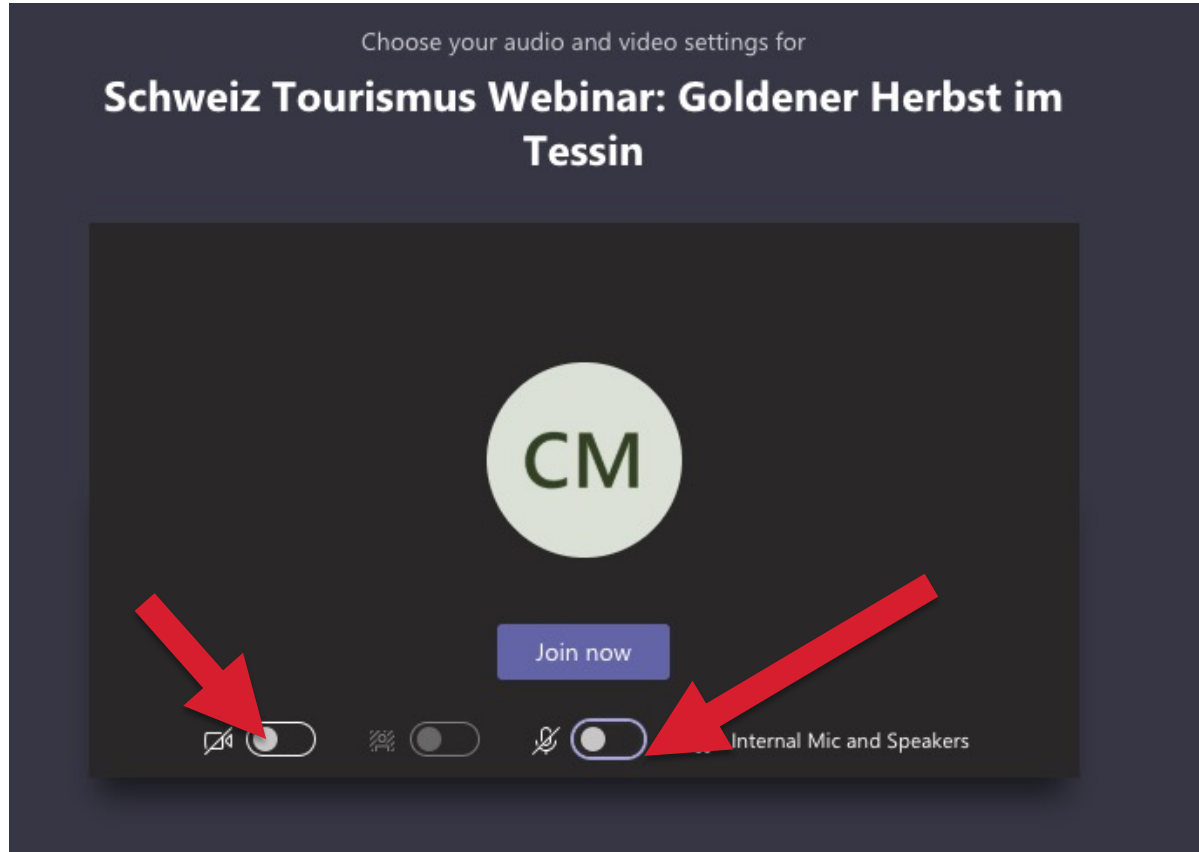 Choose your audio and video settings for
Schweiz Tourismus Webinar: Goldener Herbst im
Tessin
CM
Join now
Internal Mic and Speakers